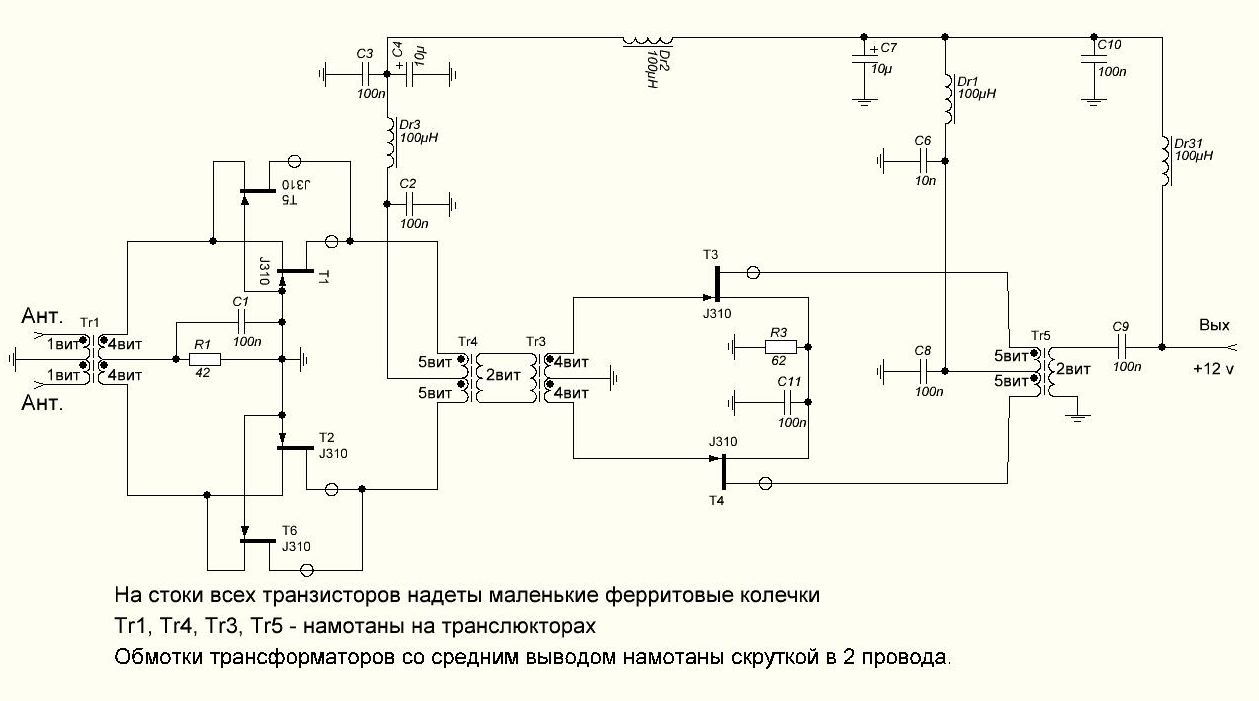 C3
100n
C4
+
10µ
Dr2
100µH
+ C7
10µ
C10
100n
Dr1
100µH
Dr3
100µH
C6
10n
Dr31
100µH
C2
100n
T5
J310
T1
J310
T3
J310
C1
100n
Ант.
Tr1
1вит
4вит
R1
42
1вит
4вит
Ант.
Tr4
Tr3
5вит
4вит
2вит
5вит
4вит
R3
62
C11
100n
C8
100n
Tr5
5вит
5вит
2вит
C9
100n
Вых
+12 v
T2
J310
J310
T4
T6
J310
На стоки всех транзисторов надеты маленькие ферритовые колечки
Tr1, Tr4, Tr3, Tr5 - намотаны на транслюкторах
Обмотки трансформаторов со средним выводом намотаны скруткой в 2 провода.